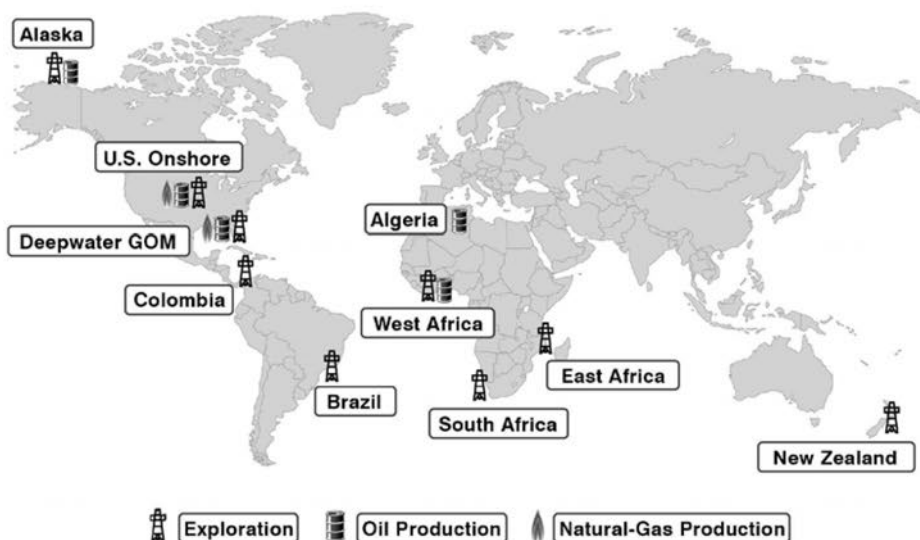 Alaska
U.S. Onshore
Deepwater GOM
Algeria
Colombia
West Africa
East Africa
Brazil
South Africa
New Zealand
Exploration Oil Production Natural-Gas Production